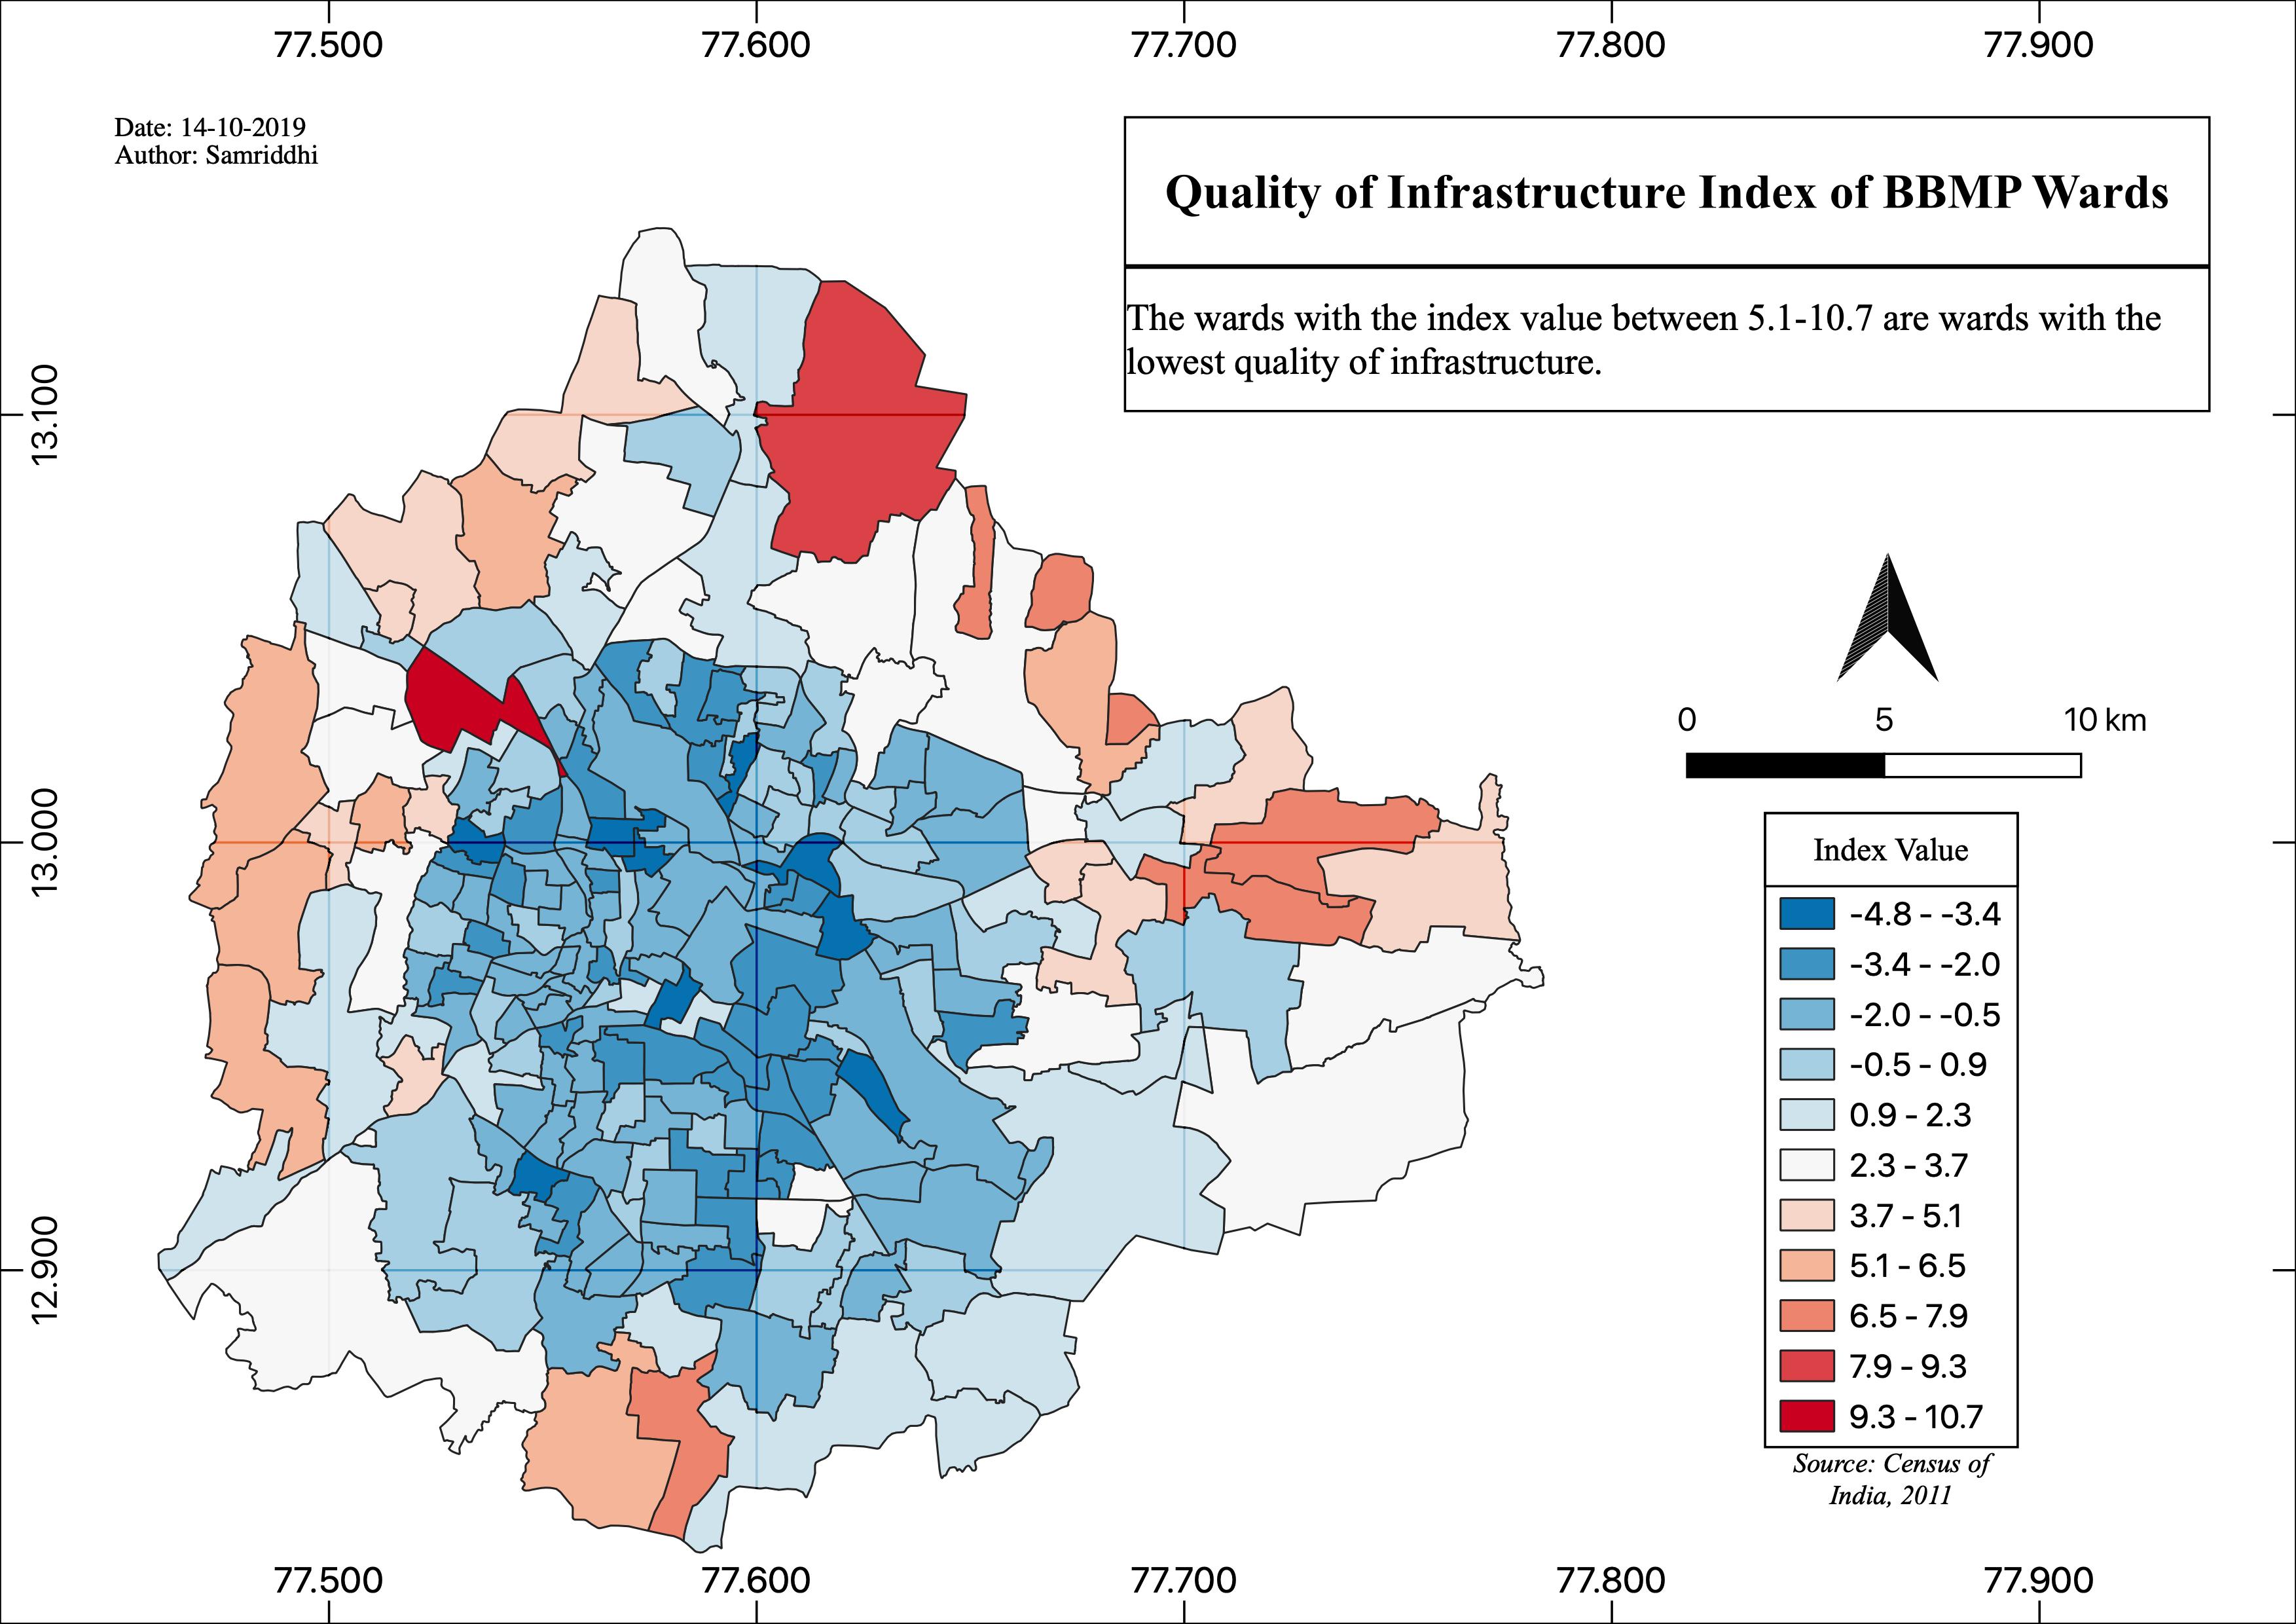 77.500
77.600
77.700
77.800
77.900
Date: 14-10-2019
Author: Samriddhi
Quality of Infrastructure Index of BBMP Wards
The wards with the index value between 5.1-10.7 are wards with the
lowest quality of infrastructure.
13.100
13.000
12.900
0 5 10 km
Index Value
-4.8 - -3.4
-3.4 - -2.0
-2.0 - -0.5
-0.5 - 0.9
0.9 - 2.3
2.3 - 3.7
3.7 - 5.1
5.1 - 6.5
6.5 - 7.9
7.9 - 9.3
9.3 - 10.7
Source: Census of
India, 2011
77.500
77.600
77.700
77.800
77.900